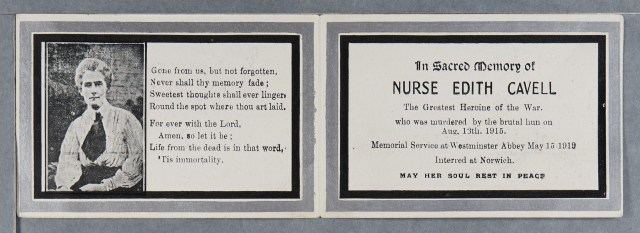 Gone from us, but not forgotten,
Never shall thy memory fade ;
Sweetest thoughts shall ever linger
Round the spot where thou art laid.
For ever with the Lord,
Amen, so let it be ;
Life from the dead is in that word,
'Tis immortality.
In Sacred Memory of
NURSE EDITH CAVELL
The Greatest Heroine of the War.
who was murdered by the brutal hun on
Aug, 13th. 1915.
Memorial Service at Westminster Abbey May 15 1919
Interred at Norwich.
MAY HER SOUL REST IN PEACE